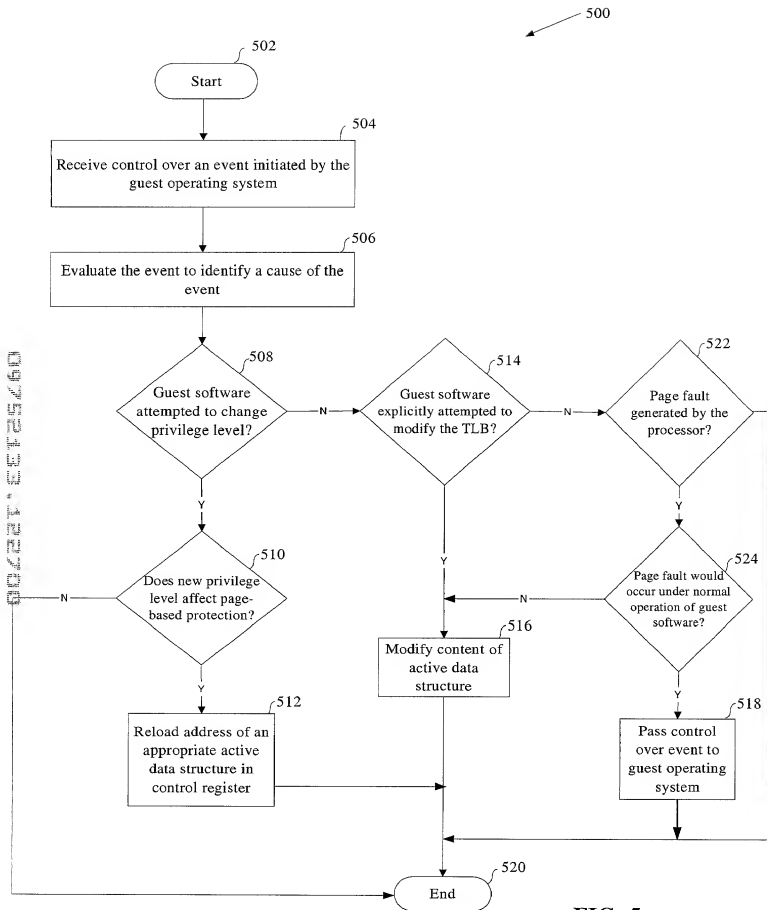 500
502
Start
504
Receive control over an event initiated by the
guest operating system
506
Evaluate the event to identify a cause of the
event
508
Guest software
attempted to change
privilege level?
N
514
Guest software
explicitly attempted to
modify the TLB?
N
522
Page fault
generated by the
processor?
Y
Y
Y
510
Does new privilege
level affect page-
based protection?
N
524
Page fault would
occur under normal
operation of guest
software?
N
516
Modify content of
active data
structure
Y
Y
512
Reload address of an
appropriate active
data structure in
control register
518
Pass control
over event to
guest operating
system
520
End